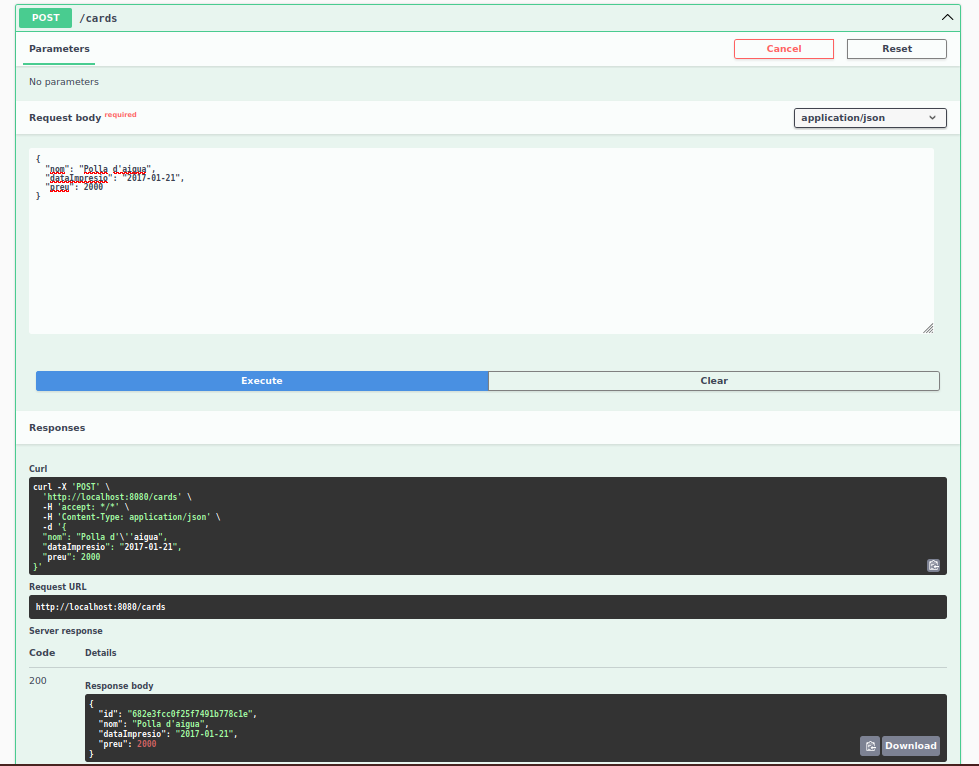 POST /cards
Parameters Cancel Reset
No parameters
Request body required application/json
{
  "nom": "Polla d'aigua",
  "dataImpresio": "2017-01-21",
  "preu": 2000
}
Execute Clear
Responses
Curl
curl -X 'POST' \
  'http://localhost:8080/cards' \
  -H 'accept: */*' \
  -H 'Content-Type: application/json' \
  -d '{
  "nom": "Polla d'\''aigua",
  "dataImpresio": "2017-01-21",
  "preu": 2000
}'
Request URL
http://localhost:8080/cards
Server response
Code Details
200
Response body
{
  "id": "682e3fcc0f25f7491b778c1e",
  "nom": "Polla d'aigua",
  "dataImpresio": "2017-01-21",
  "preu": 2000
}
Download